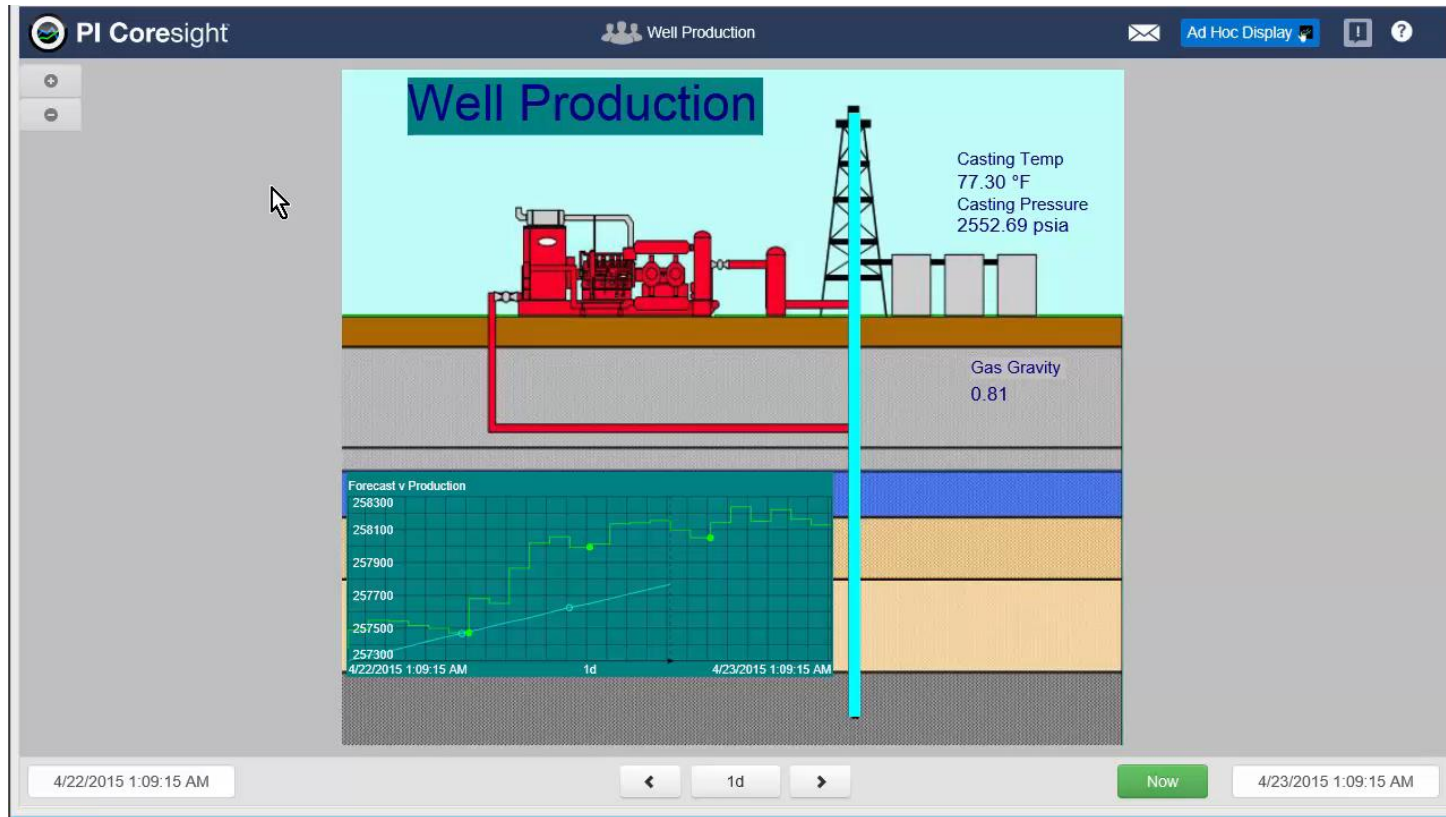 PI Coresight
Well Production
Ad Hoc Display
Well Production
Casting Temp
77.30 °F
Casting Pressure
2552.69 psia
Gas Gravity
0.81
Forecast v Production
258300
258100
257900
257700
257500
257300
4/22/2015 1:09:15 AM 1d 4/23/2015 1:09:15 AM
4/22/2015 1:09:15 AM 1d Now 4/23/2015 1:09:15 AM